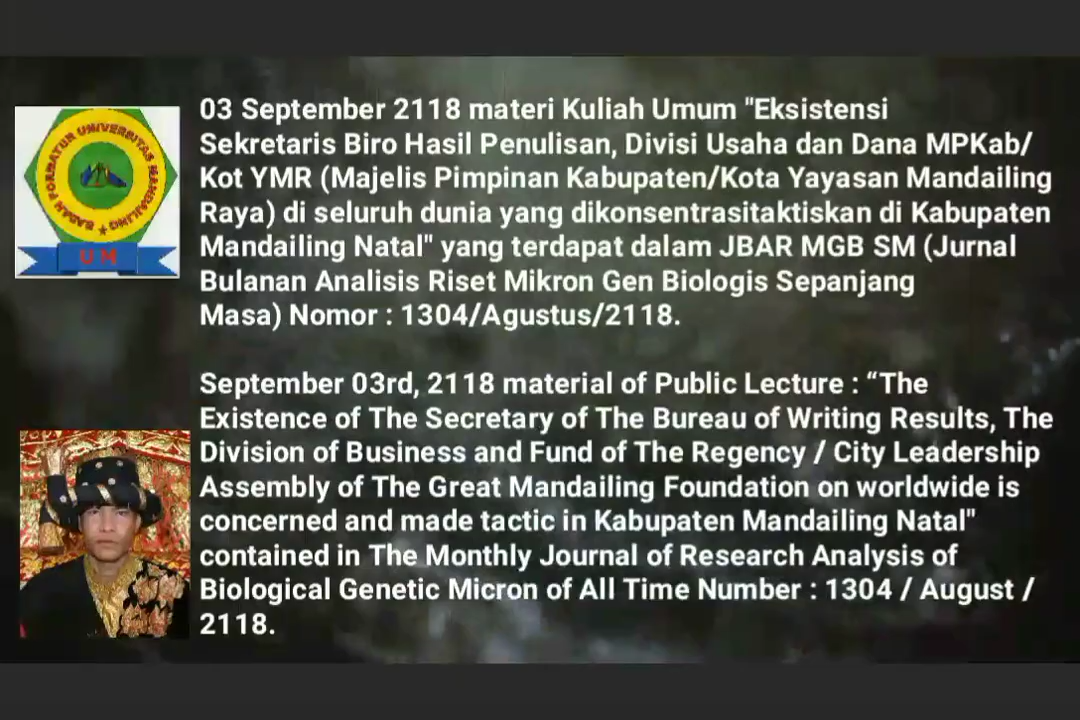 BADAN FORMATUR UNIVERSITAS MANDAILING
U M
03 September 2118 materi Kuliah Umum "Eksistensi
Sekretaris Biro Hasil Penulisan, Divisi Usaha dan Dana MPKab/
Kot YMR (Majelis Pimpinan Kabupaten/Kota Yayasan Mandailing
Raya) di seluruh dunia yang dikonsentrasitaktiskan di Kabupaten
Mandailing Natal" yang terdapat dalam JBAR MGB SM (Jurnal
Bulanan Analisis Riset Mikron Gen Biologis Sepanjang
Masa) Nomor : 1304/Agustus/2118.
September 03rd, 2118 material of Public Lecture : “The
Existence of The Secretary of The Bureau of Writing Results, The
Division of Business and Fund of The Regency / City Leadership
Assembly of The Great Mandailing Foundation on worldwide is
concerned and made tactic in Kabupaten Mandailing Natal"
contained in The Monthly Journal of Research Analysis of
Biological Genetic Micron of All Time Number : 1304 / August /
2118.